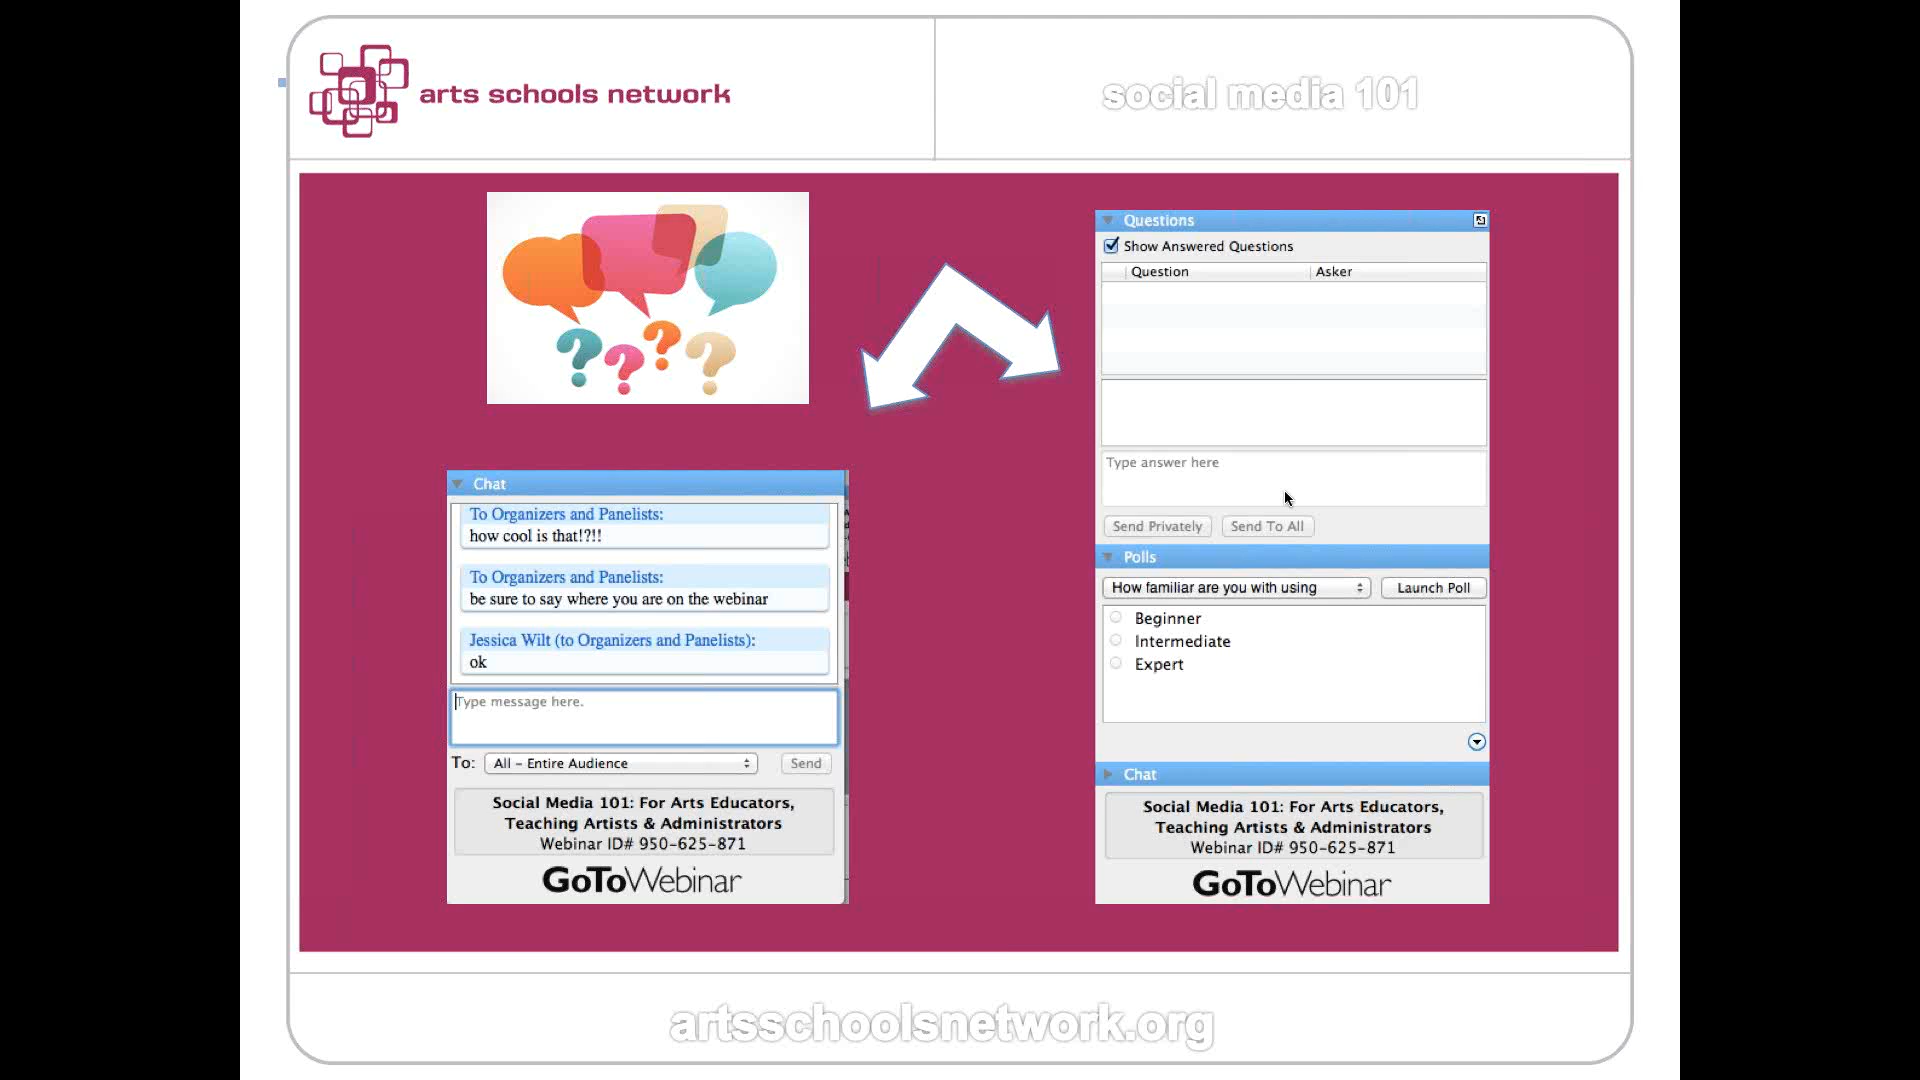 arts schools network
social media 101
Chat
To Organizers and Panelists:
how cool is that!?!!
To Organizers and Panelists:
be sure to say where you are on the webinar
Jessica Wilt (to Organizers and Panelists):
ok
Type message here.
To: All - Entire Audience Send
Social Media 101: For Arts Educators,
Teaching Artists & Administrators
Webinar ID# 950-625-871
GoToWebinar
Questions
Show Answered Questions
Question Asker
Type answer here
Send Privately Send To All
Polls
How familiar are you with using Launch Poll
Beginner
Intermediate
Expert
Chat
Social Media 101: For Arts Educators,
Teaching Artists & Administrators
Webinar ID# 950-625-871
GoToWebinar
artsschoolsnetwork.org